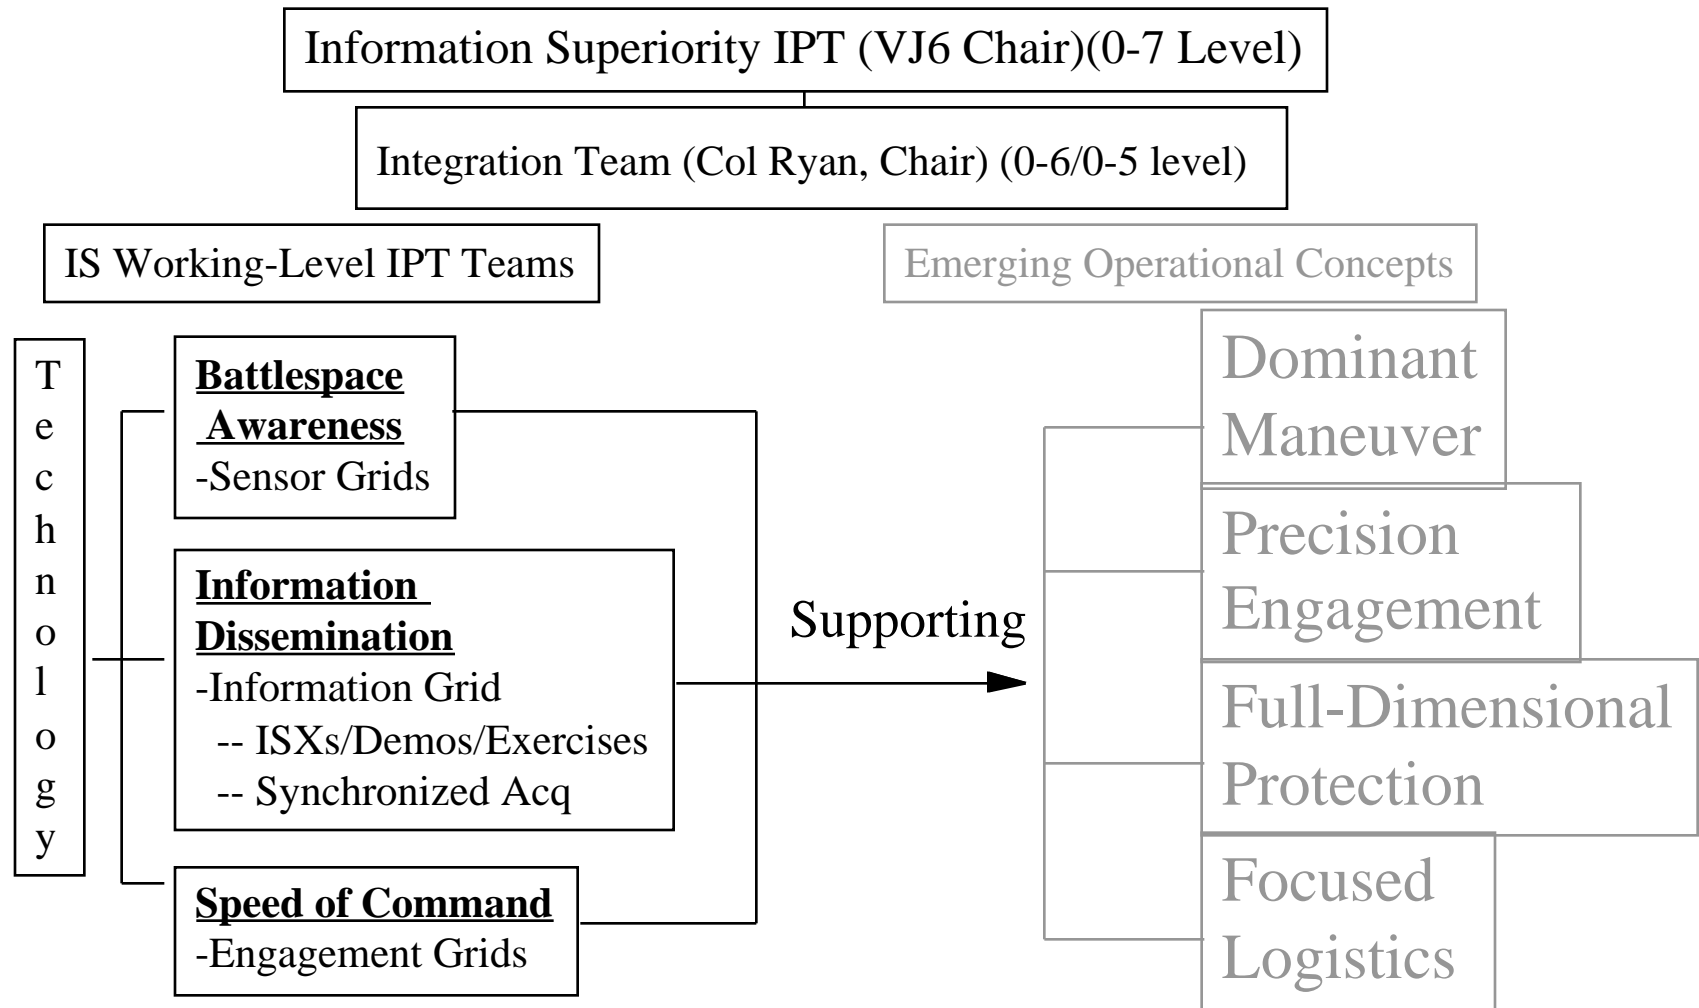 Information Superiority IPT (VJ6 Chair)(0-7 Level)
Integration Team (Col Ryan, Chair) (0-6/0-5 level)
IS Working-Level IPT Teams
Emerging Operational Concepts
T
e
c
h
n
o
l
o
g
y
Battlespace
Awareness
-Sensor Grids
Information
Dissemination
-Information Grid
-- ISXs/Demos/Exercises
-- Synchronized Acq
Speed of Command
-Engagement Grids
Supporting
Dominant
Maneuver
Precision
Engagement
Full-Dimensional
Protection
Focused
Logistics